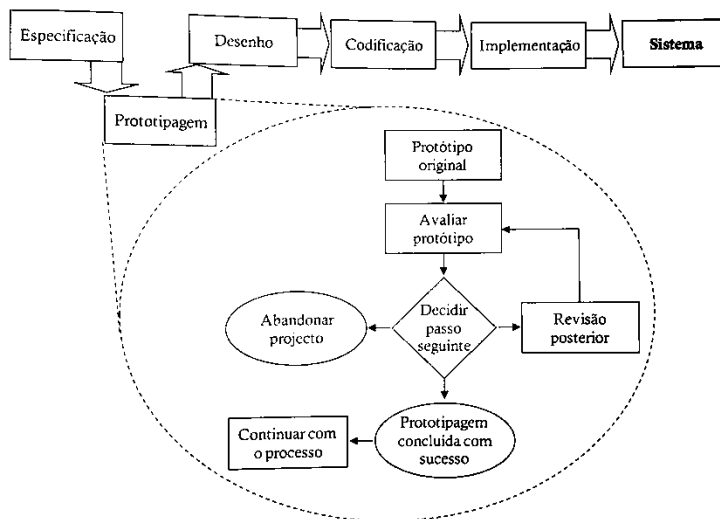 Especificação
Desenho
Codificação
Implementação
Sistema
Prototipagem
Protótipo
original
Avaliar
protótipo
Decidir
passo
seguinte
Abandonar
projecto
Revisão
posterior
Prototipagem
concluída com
sucesso
Continuar com
o processo